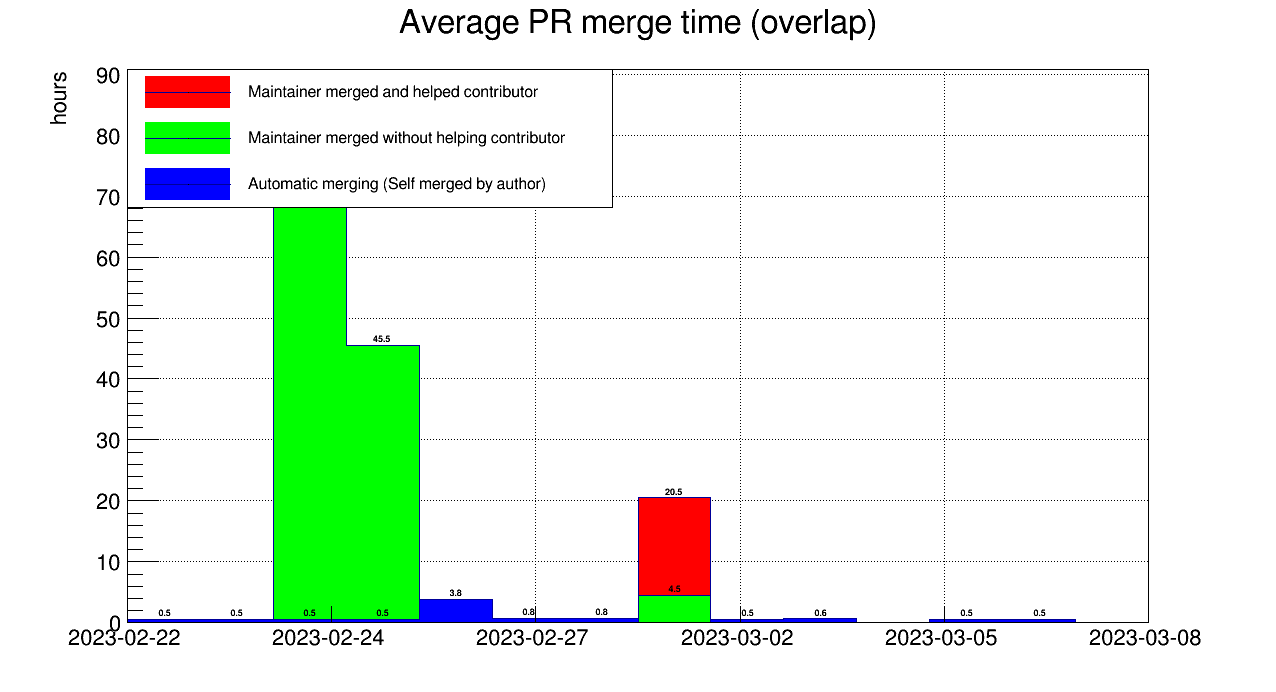 Average PR merge time (overlap)
hours
90
80
70
60
50
40
30
20
10
0
Maintainer merged and helped contributor
Maintainer merged without helping contributor
Automatic merging (Self merged by author)
45.5
20.5
4.5
3.8
0.5 0.5 0.5 0.5 0.8 0.8 0.5 0.6 0.5 0.5
2023-02-22 2023-02-24 2023-02-27 2023-03-02 2023-03-05 2023-03-08